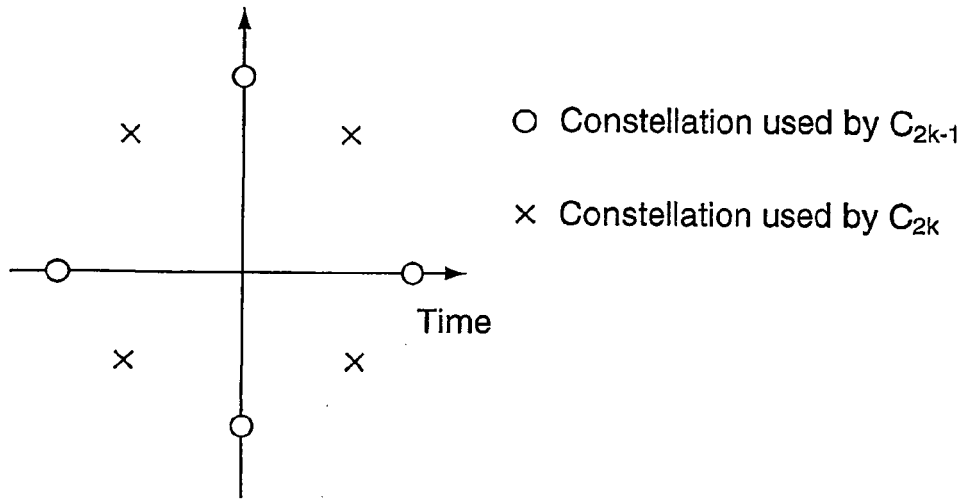 O Constellation used by C2k-1
× Constellation used by C2k
Time